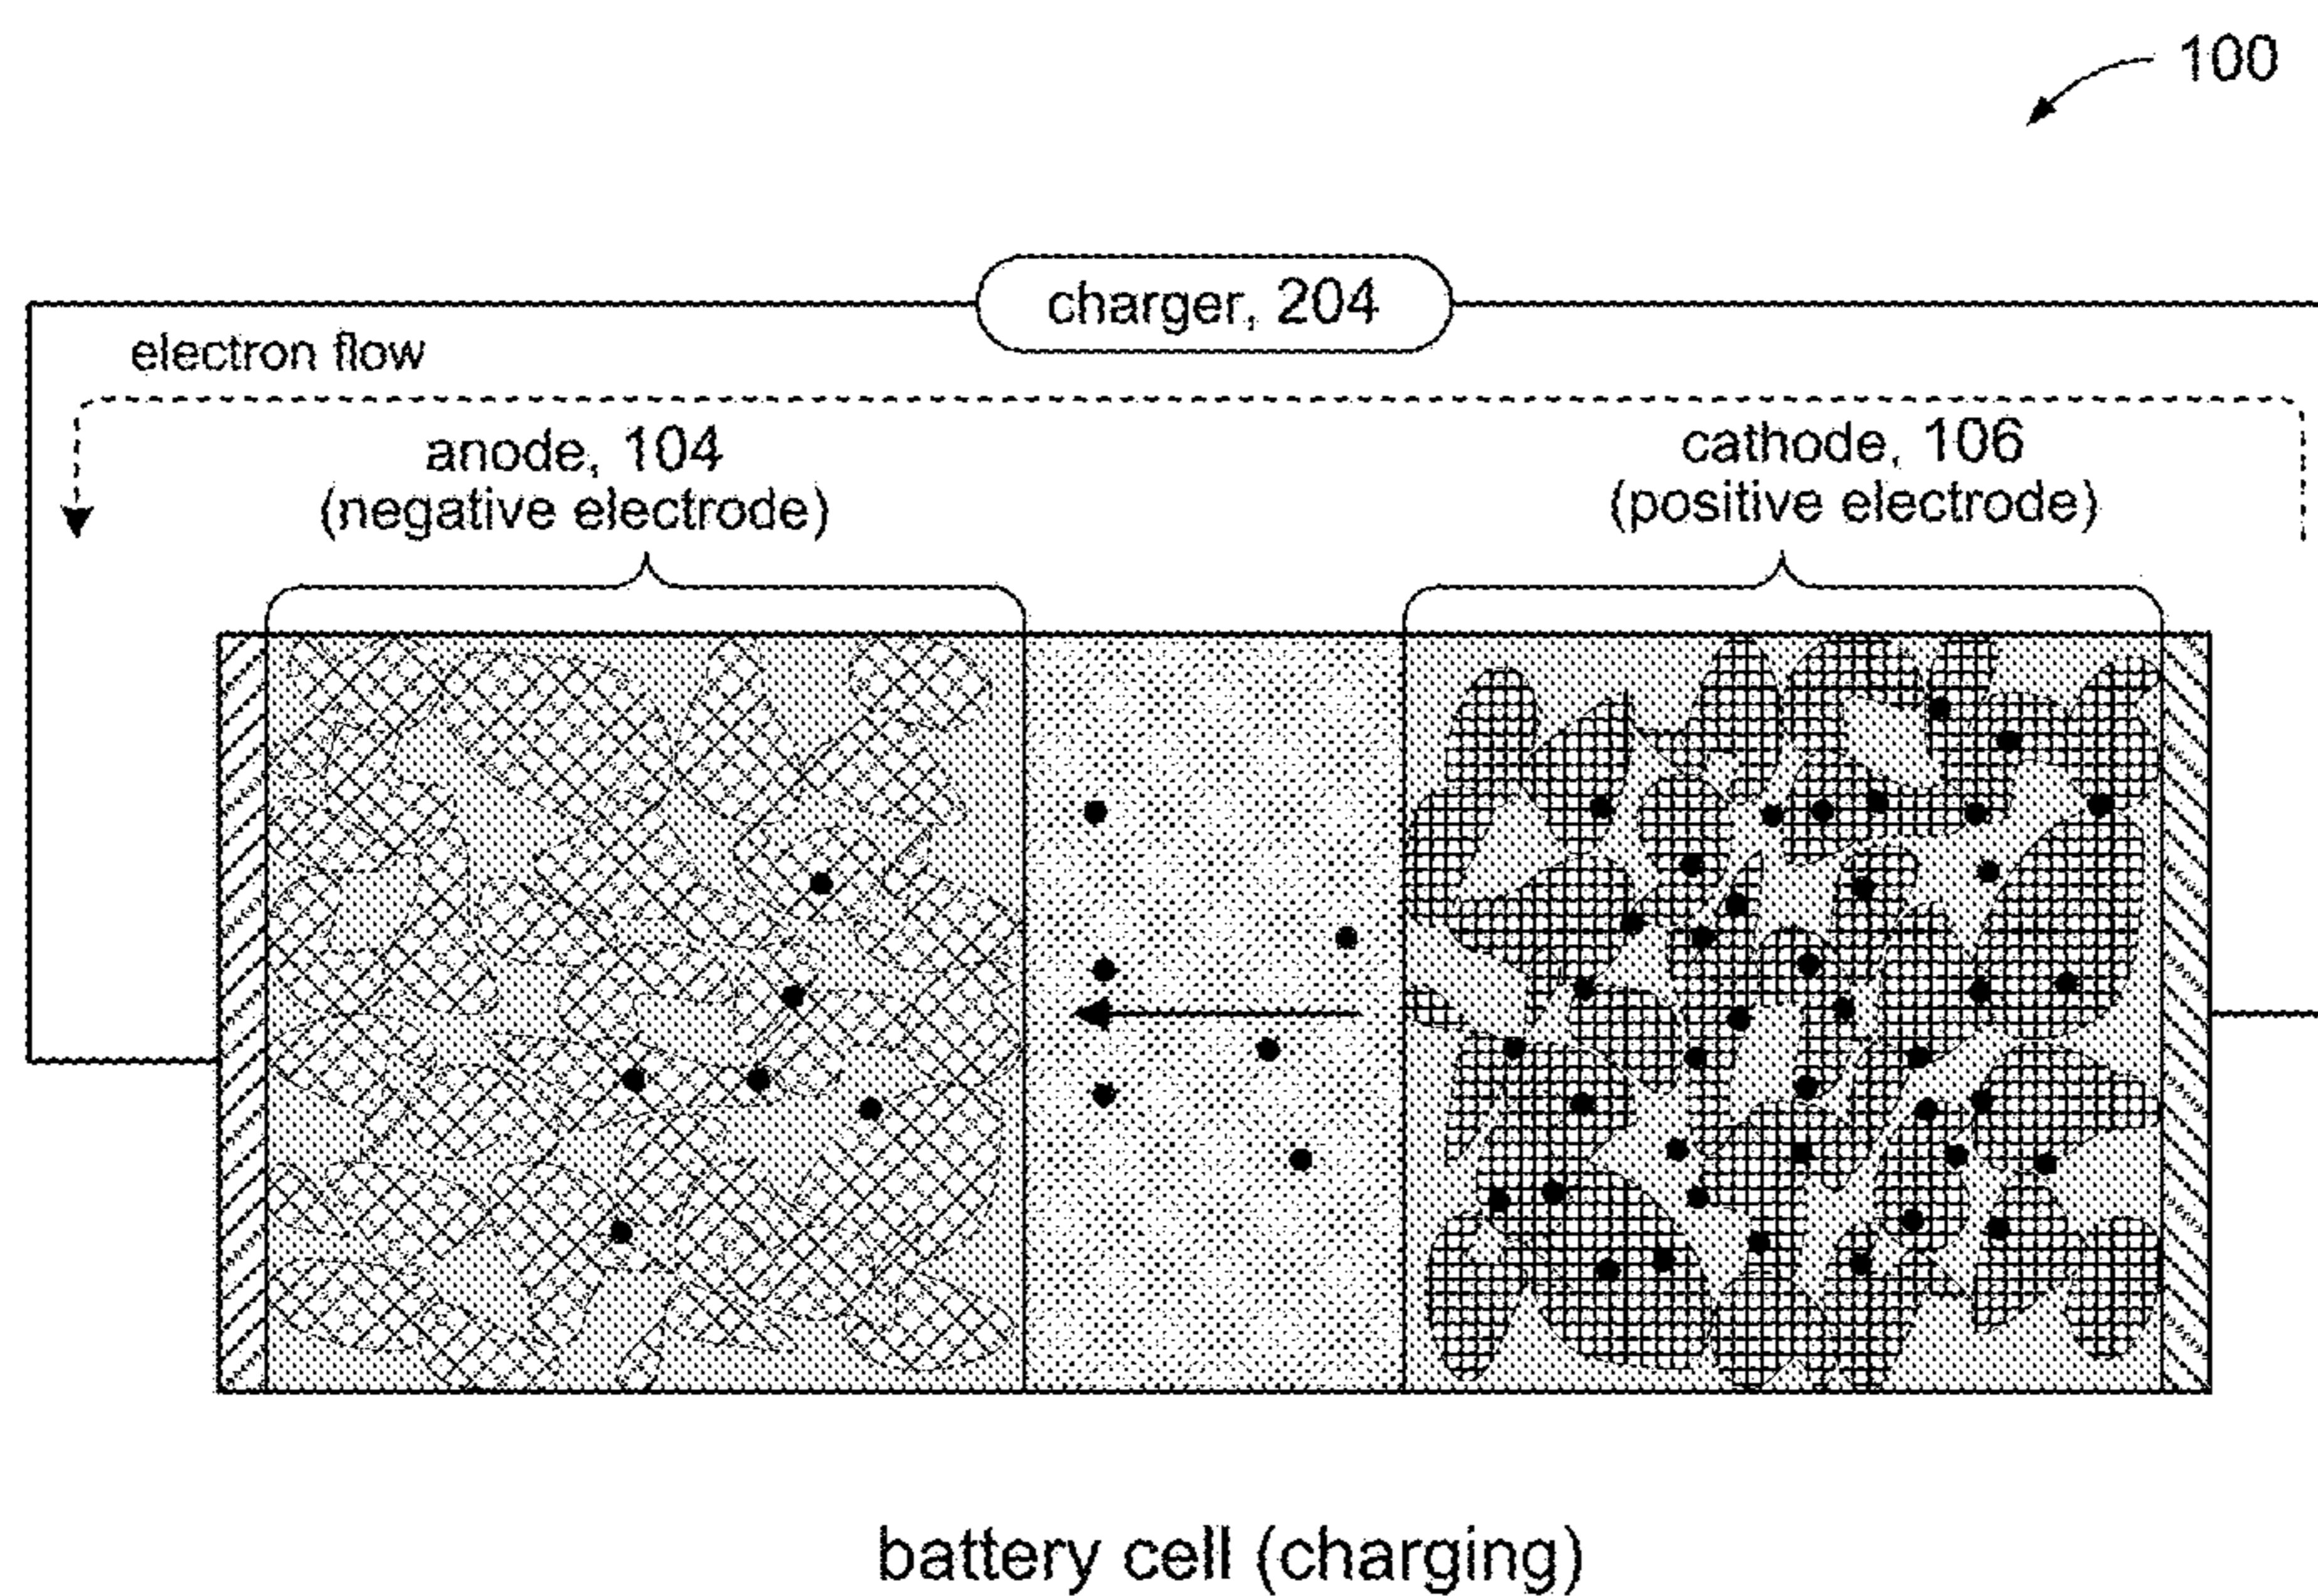 100
charger, 204
electron flow
anode, 104
(negative electrode)
cathode, 106
(positive electrode)
battery cell (charging)